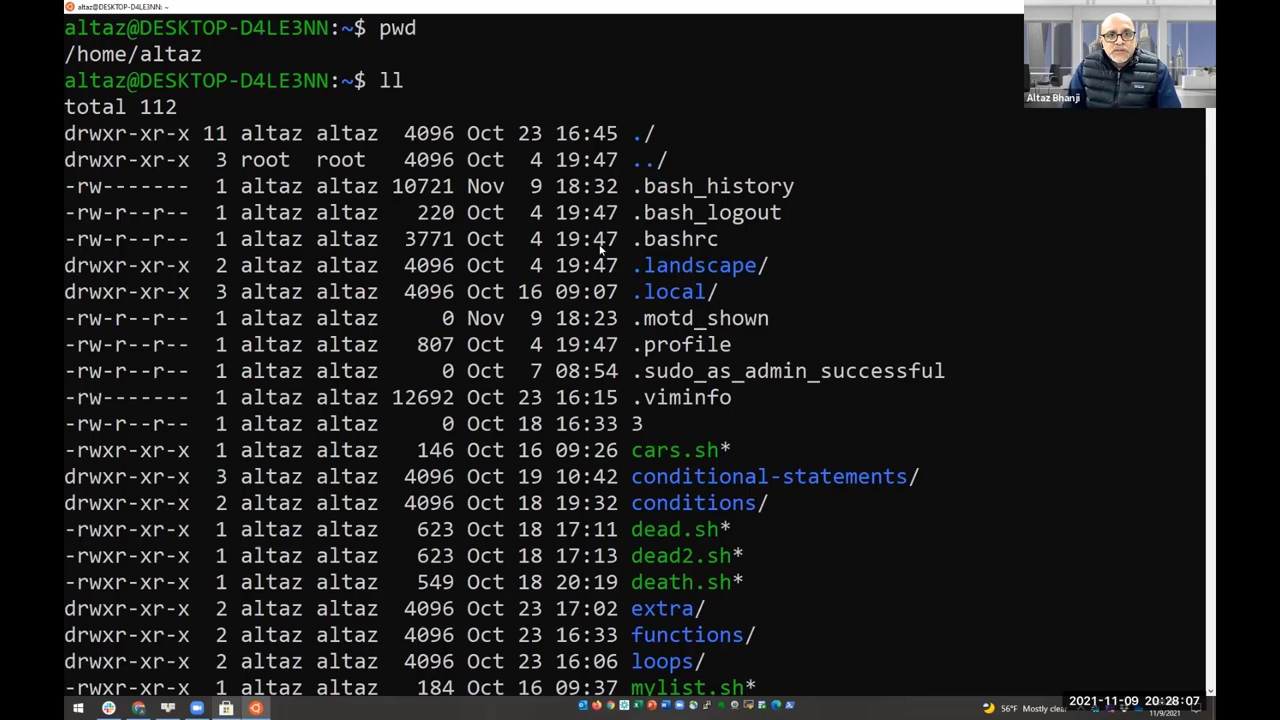 altaz@DESKTOP-D4LE3NN: ~
altaz@DESKTOP-D4LE3NN:~$ pwd
/home/altaz
altaz@DESKTOP-D4LE3NN:~$ ll
total 112
drwxr-xr-x 11 altaz altaz  4096 Oct 23 16:45 ./
drwxr-xr-x  3 root  root   4096 Oct  4 19:47 ../
-rw-------  1 altaz altaz 10721 Nov  9 18:32 .bash_history
-rw-r--r--  1 altaz altaz   220 Oct  4 19:47 .bash_logout
-rw-r--r--  1 altaz altaz  3771 Oct  4 19:47 .bashrc
drwxr-xr-x  2 altaz altaz  4096 Oct  4 19:47 .landscape/
drwxr-xr-x  3 altaz altaz  4096 Oct 16 09:07 .local/
-rw-r--r--  1 altaz altaz     0 Nov  9 18:23 .motd_shown
-rw-r--r--  1 altaz altaz   807 Oct  4 19:47 .profile
-rw-r--r--  1 altaz altaz     0 Oct  7 08:54 .sudo_as_admin_successful
-rw-------  1 altaz altaz 12692 Oct 23 16:15 .viminfo
-rw-r--r--  1 altaz altaz     0 Oct 18 16:33 3
-rwxr-xr-x  1 altaz altaz   146 Oct 16 09:26 cars.sh*
drwxr-xr-x  3 altaz altaz  4096 Oct 19 10:42 conditional-statements/
drwxr-xr-x  2 altaz altaz  4096 Oct 18 19:32 conditions/
-rwxr-xr-x  1 altaz altaz   623 Oct 18 17:11 dead.sh*
-rwxr-xr-x  1 altaz altaz   623 Oct 18 17:13 dead2.sh*
-rwxr-xr-x  1 altaz altaz   549 Oct 18 20:19 death.sh*
drwxr-xr-x  2 altaz altaz  4096 Oct 23 17:02 extra/
drwxr-xr-x  2 altaz altaz  4096 Oct 23 16:33 functions/
drwxr-xr-x  2 altaz altaz  4096 Oct 23 16:06 loops/
-rwxr-xr-x  1 altaz altaz   184 Oct 16 09:37 mylist.sh*
Altaz Bhanji
56°F Mostly clear
2021-11-09 20:28:07
11/9/2021